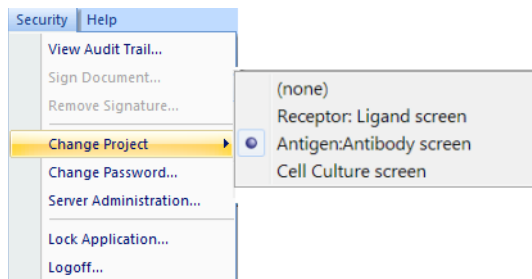 Security Help
View Audit Trail...
Sign Document...
Remove Signature...
Change Project
Change Password...
Server Administration...
Lock Application...
Logoff...
(none)
Receptor: Ligand screen
Antigen:Antibody screen
Cell Culture screen